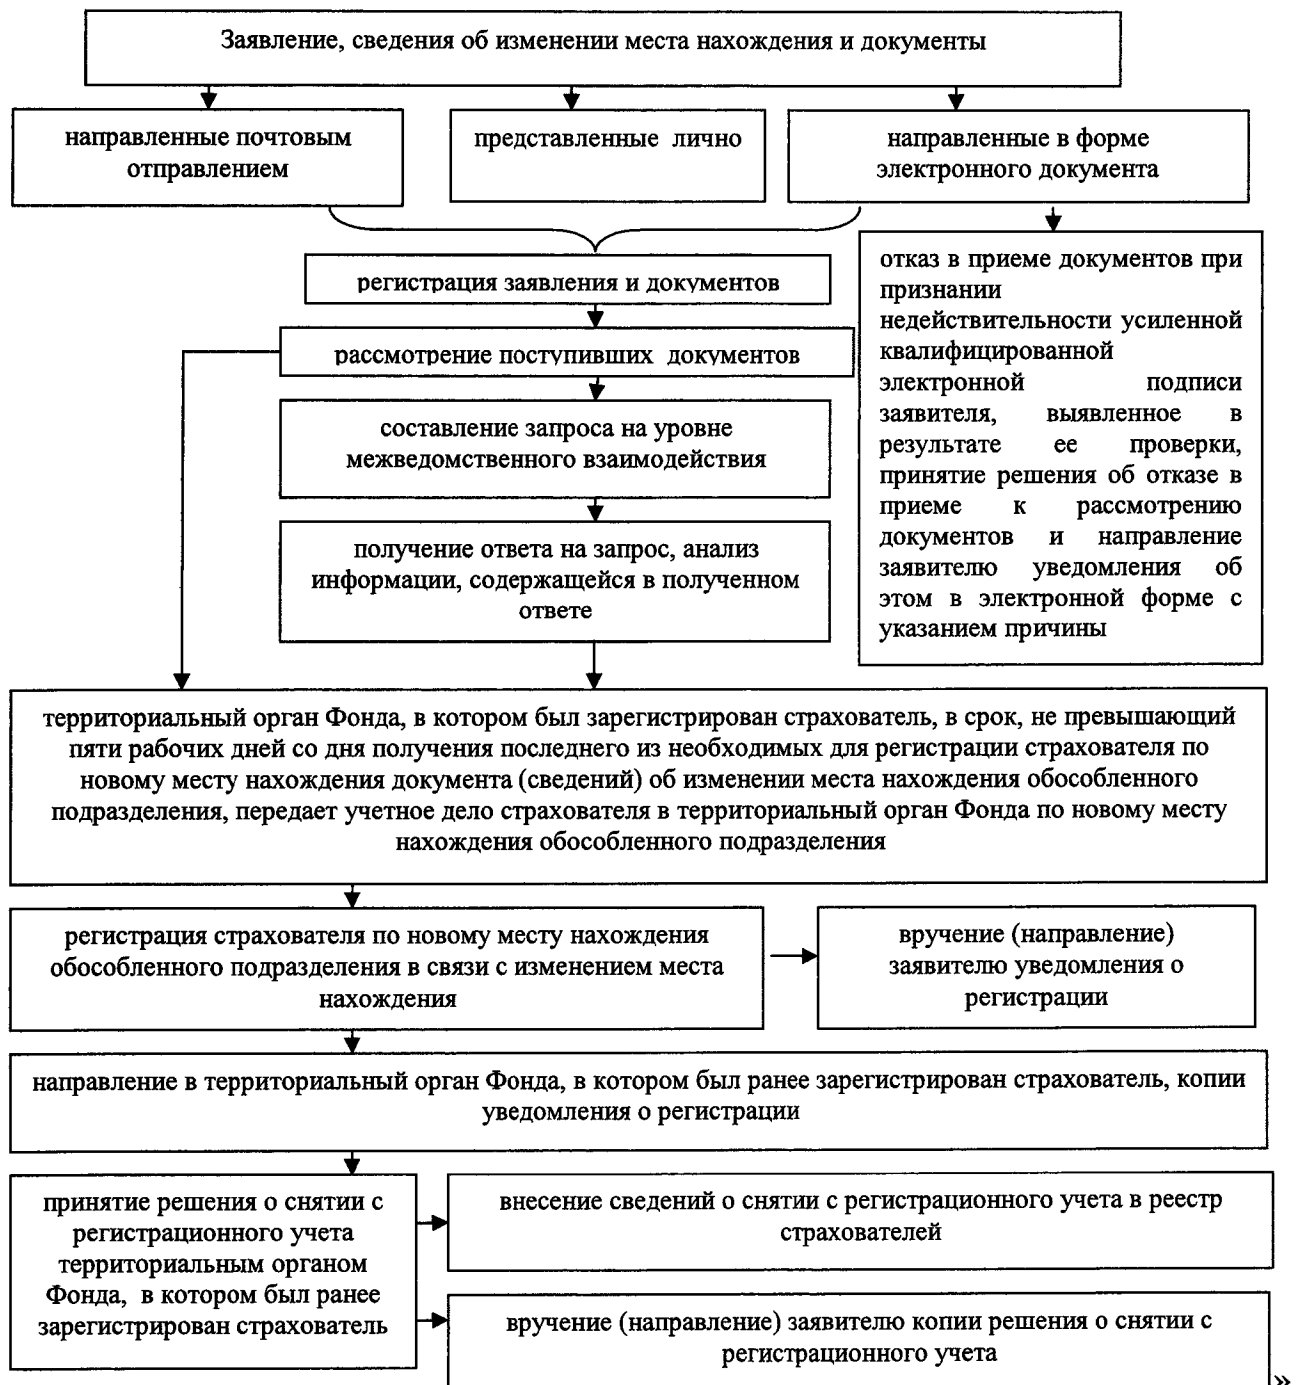 Заявление, сведения об изменении места нахождения и документы
направленные почтовым
отправлением
представленные лично
направленные в форме
электронного документа
регистрация заявления и документов
рассмотрение поступивших документов
составление запроса на уровне
межведомственного взаимодействия
получение ответа на запрос, анализ
информации, содержащейся в полученном
ответе
отказ в приеме документов при
признании
недействительности усиленной
квалифицированной
электронной подписи
заявителя, выявленное в
результате ее проверки,
принятие решения об отказе в
приеме к рассмотрению
документов и направление
заявителю уведомления об
этом в электронной форме с
указанием причины
территориальный орган Фонда, в котором был зарегистрирован страхователь, в срок, не превышающий
пяти рабочих дней со дня получения последнего из необходимых для регистрации страхователя по
новому месту нахождения документа (сведений) об изменении места нахождения обособленного
подразделения, передает учетное дело страхователя в территориальный орган Фонда по новому месту
нахождения обособленного подразделения
регистрация страхователя по новому месту нахождения
обособленного подразделения в связи с изменением места
нахождения
вручение (направление)
заявителю уведомления о
регистрации
направление в территориальный орган Фонда, в котором был ранее зарегистрирован страхователь, копии
уведомления о регистрации
принятие решения о снятии с
регистрационного учета
территориальным органом
Фонда, в котором был ранее
зарегистрирован страхователь
внесение сведений о снятии с регистрационного учета в реестр
страхователей
вручение (направление) заявителю копии решения о снятии с
регистрационного учета
»